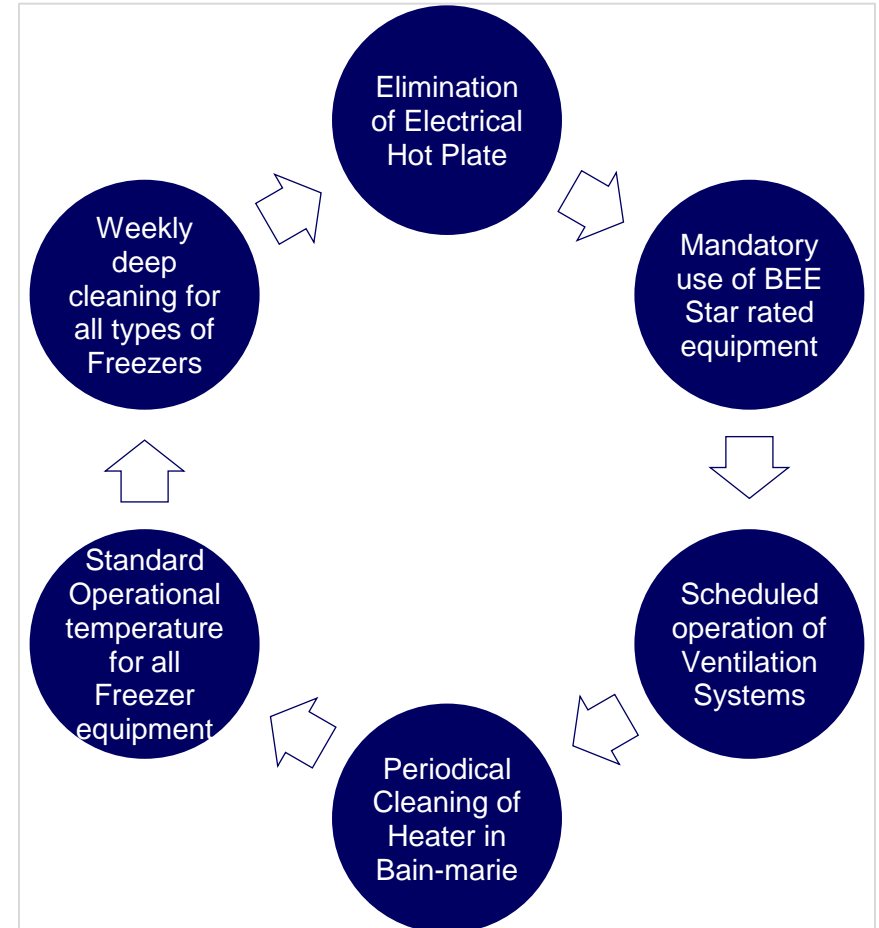 Elimination
of Electrical
Hot Plate
Mandatory
use of BEE
Star rated
equipment
Scheduled
operation of
Ventilation
Systems
Periodical
Cleaning of
Heater in
Bain-marie
Standard
Operational
temperature
for all
Freezer
equipment
Weekly
deep
cleaning for
all types of
Freezers